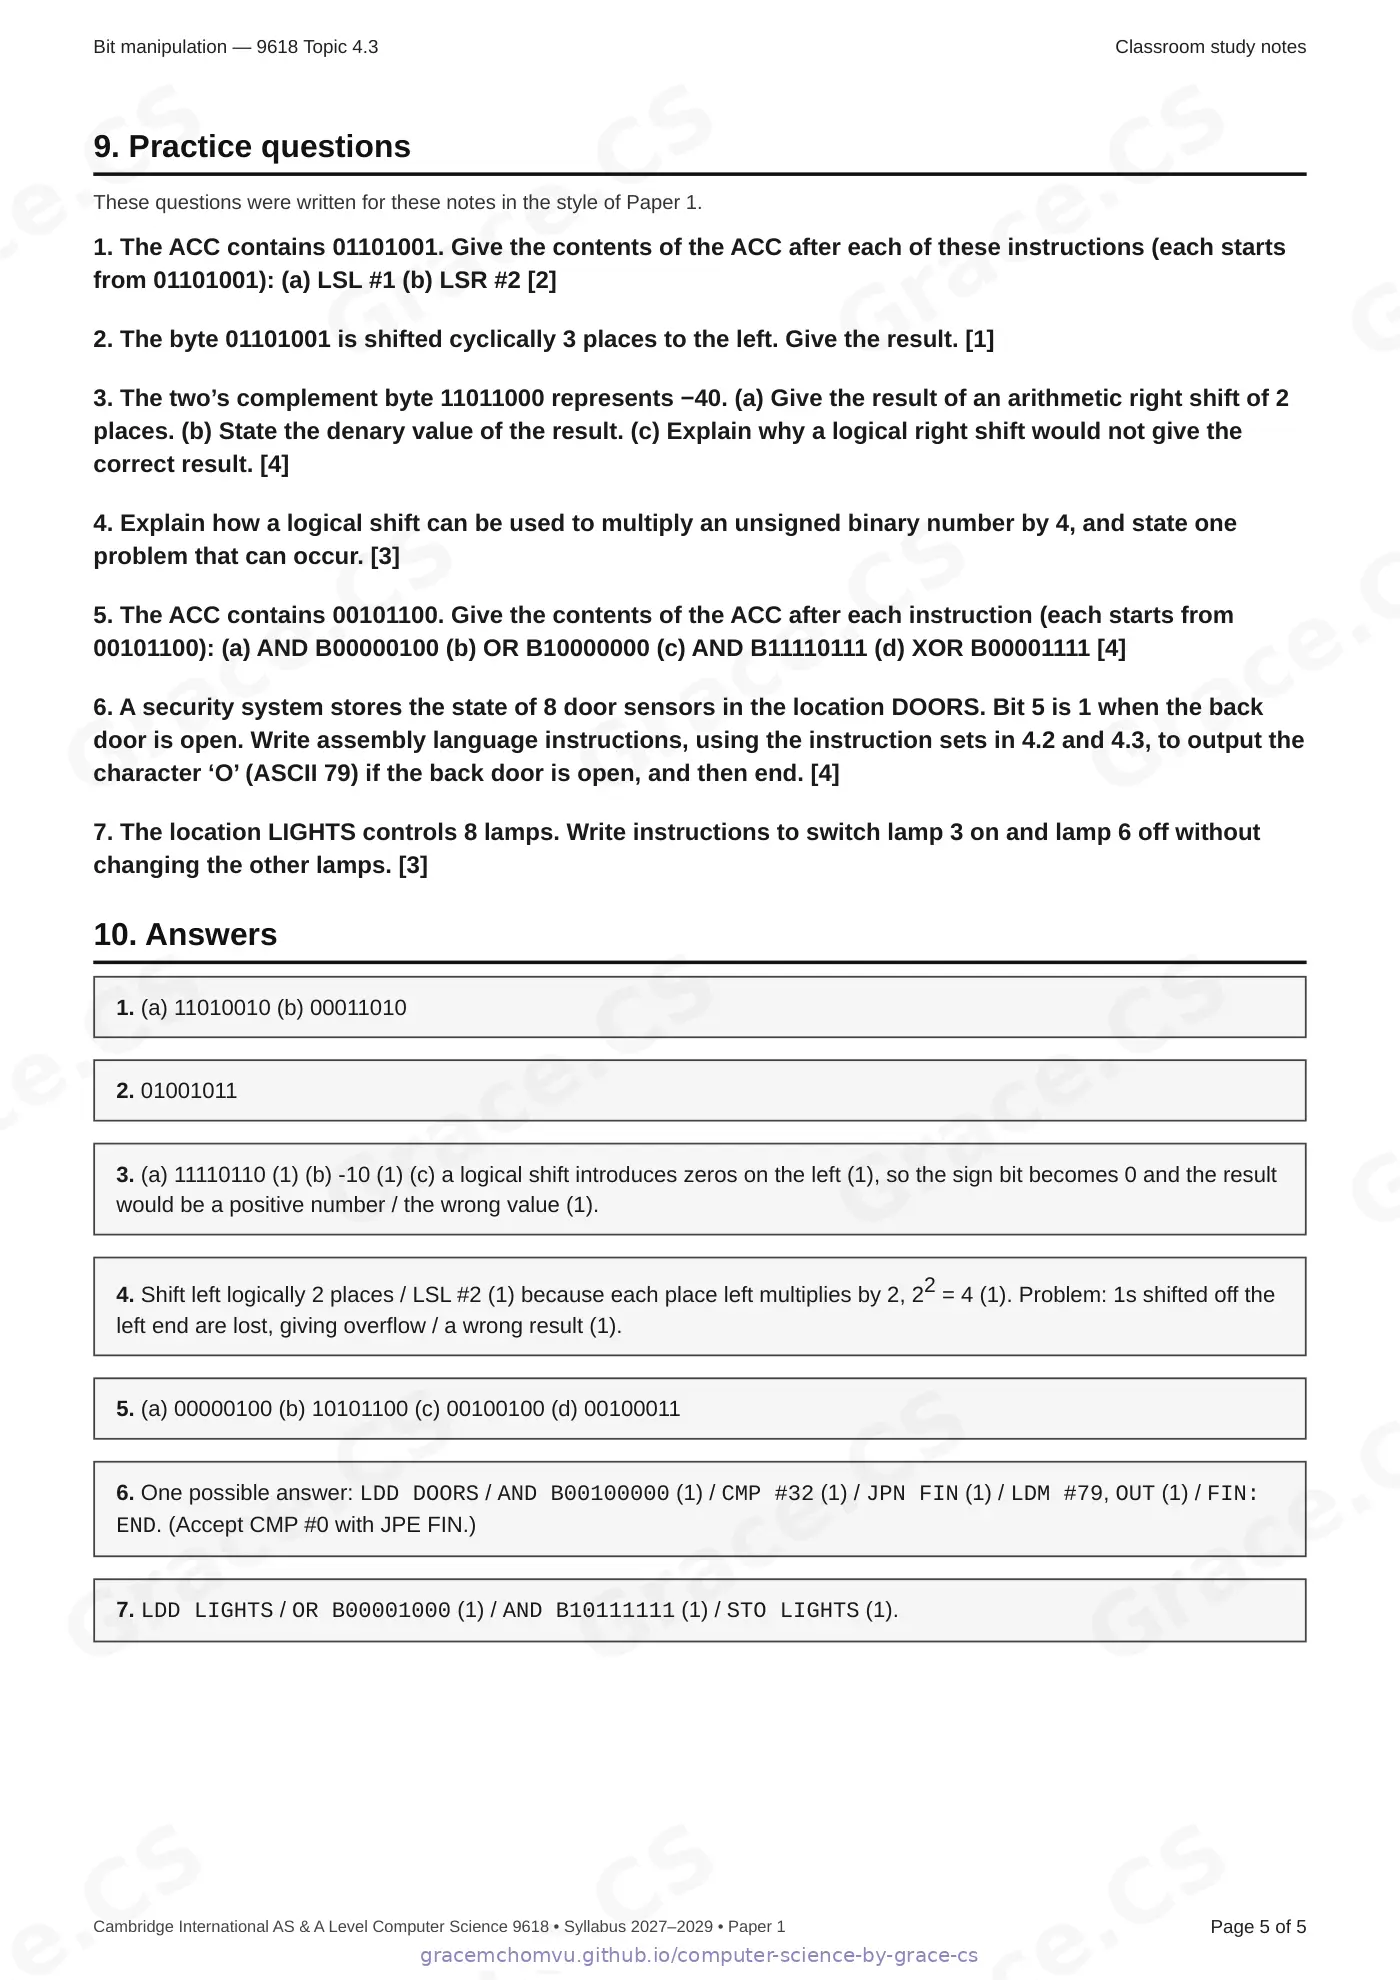 Bit manipulation — 9618 Topic 4.3
Classroom study notes
9. Practice questions
These questions were written for these notes in the style of Paper 1.
1. The ACC contains 01101001. Give the contents of the ACC after each of these instructions (each starts
from 01101001): (a) LSL #1 (b) LSR #2 [2]
2. The byte 01101001 is shifted cyclically 3 places to the left. Give the result. [1]
3. The two’s complement byte 11011000 represents −40. (a) Give the result of an arithmetic right shift of 2
places. (b) State the denary value of the result. (c) Explain why a logical right shift would not give the
correct result. [4]
4. Explain how a logical shift can be used to multiply an unsigned binary number by 4, and state one
problem that can occur. [3]
5. The ACC contains 00101100. Give the contents of the ACC after each instruction (each starts from
00101100): (a) AND B00000100 (b) OR B10000000 (c) AND B11110111 (d) XOR B00001111 [4]
6. A security system stores the state of 8 door sensors in the location DOORS. Bit 5 is 1 when the back
door is open. Write assembly language instructions, using the instruction sets in 4.2 and 4.3, to output the
character ‘O’ (ASCII 79) if the back door is open, and then end. [4]
7. The location LIGHTS controls 8 lamps. Write instructions to switch lamp 3 on and lamp 6 off without
changing the other lamps. [3]
10. Answers
1. (a) 11010010 (b) 00011010
2. 01001011
3. (a) 11110110 (1) (b) -10 (1) (c) a logical shift introduces zeros on the left (1), so the sign bit becomes 0 and the result
would be a positive number / the wrong value (1).
4. Shift left logically 2 places / LSL #2 (1) because each place left multiplies by 2, 2² = 4 (1). Problem: 1s shifted off the
left end are lost, giving overflow / a wrong result (1).
5. (a) 00000100 (b) 10101100 (c) 00100100 (d) 00100011
6. One possible answer: LDD DOORS / AND B00100000 (1) / CMP #32 (1) / JPN FIN (1) / LDM #79, OUT (1) / FIN:
END. (Accept CMP #0 with JPE FIN.)
7. LDD LIGHTS / OR B00001000 (1) / AND B10111111 (1) / STO LIGHTS (1).
Cambridge International AS & A Level Computer Science 9618 • Syllabus 2027–2029 • Paper 1
Page 5 of 5
gracemchomvu.github.io/computer-science-by-grace-cs
Grace.CS